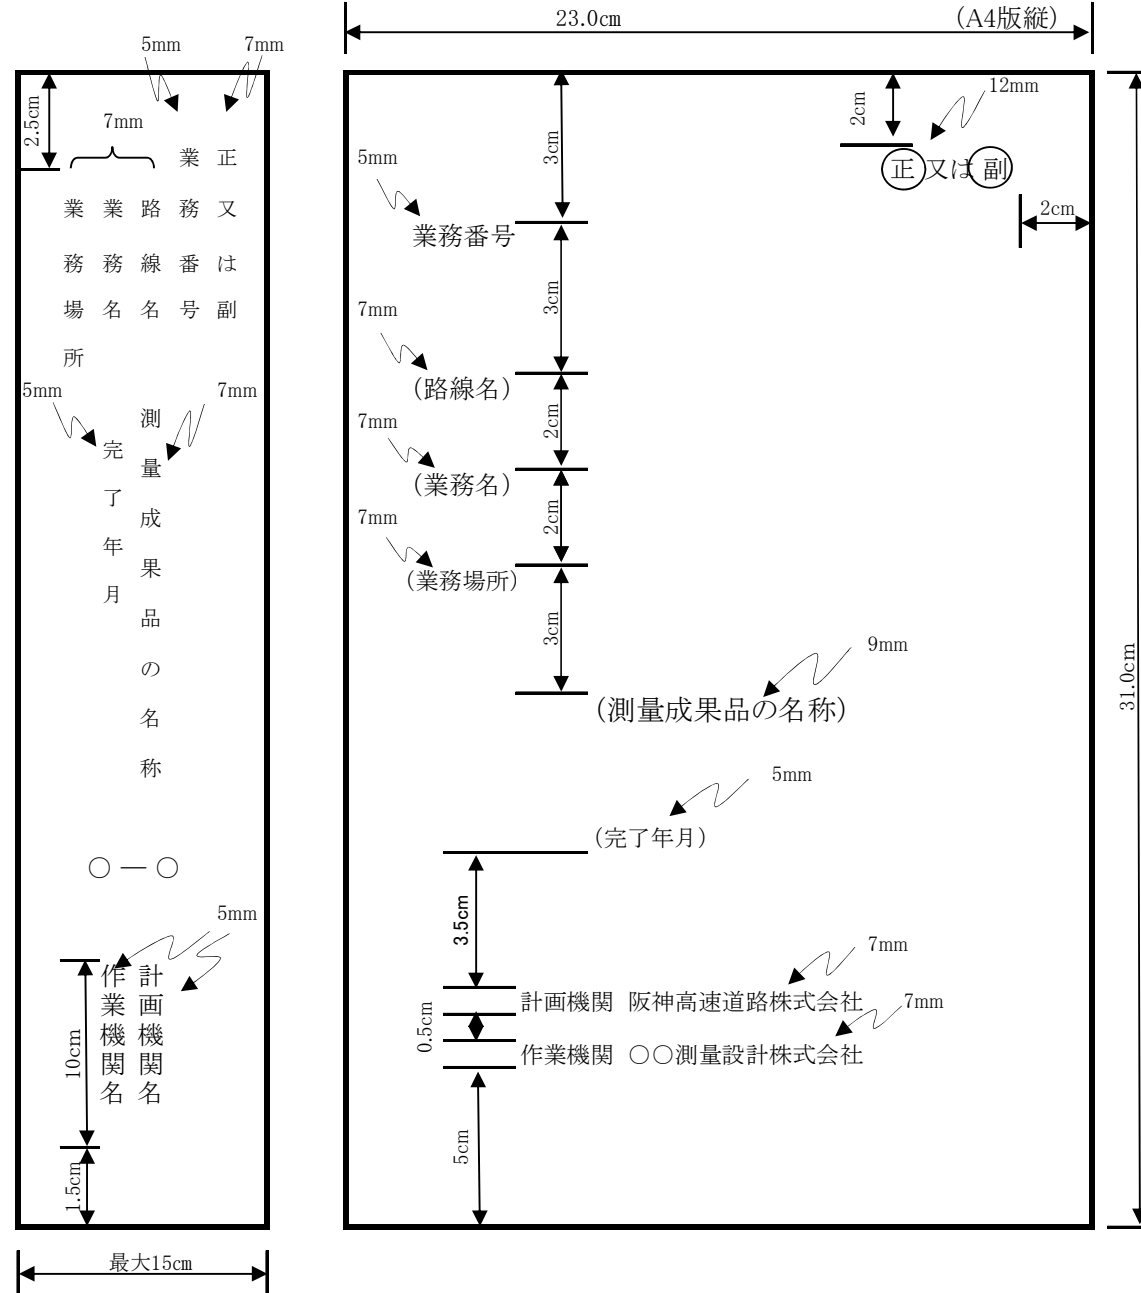 23.0㎝
(A4版縦)
5mm
7mm
2.5㎝
7mm
正又は副
業務番号
路線名
業務名
業務場所
5mm
7mm
測量成果品の名称
完了年月
○―○
5mm
計画機関名
作業機関名
10㎝
1.5㎝
最大15㎝
3㎝
2㎝
12mm
正又は副
2㎝
5mm
業務番号
3㎝
7mm
(路線名)
2㎝
7mm
(業務名)
2㎝
7mm
(業務場所)
3㎝
9mm
(測量成果品の名称)
5mm
(完了年月)
3.5㎝
7mm
計画機関 阪神高速道路株式会社
7mm
0.5㎝
作業機関 ○○測量設計株式会社
5㎝
31.0㎝